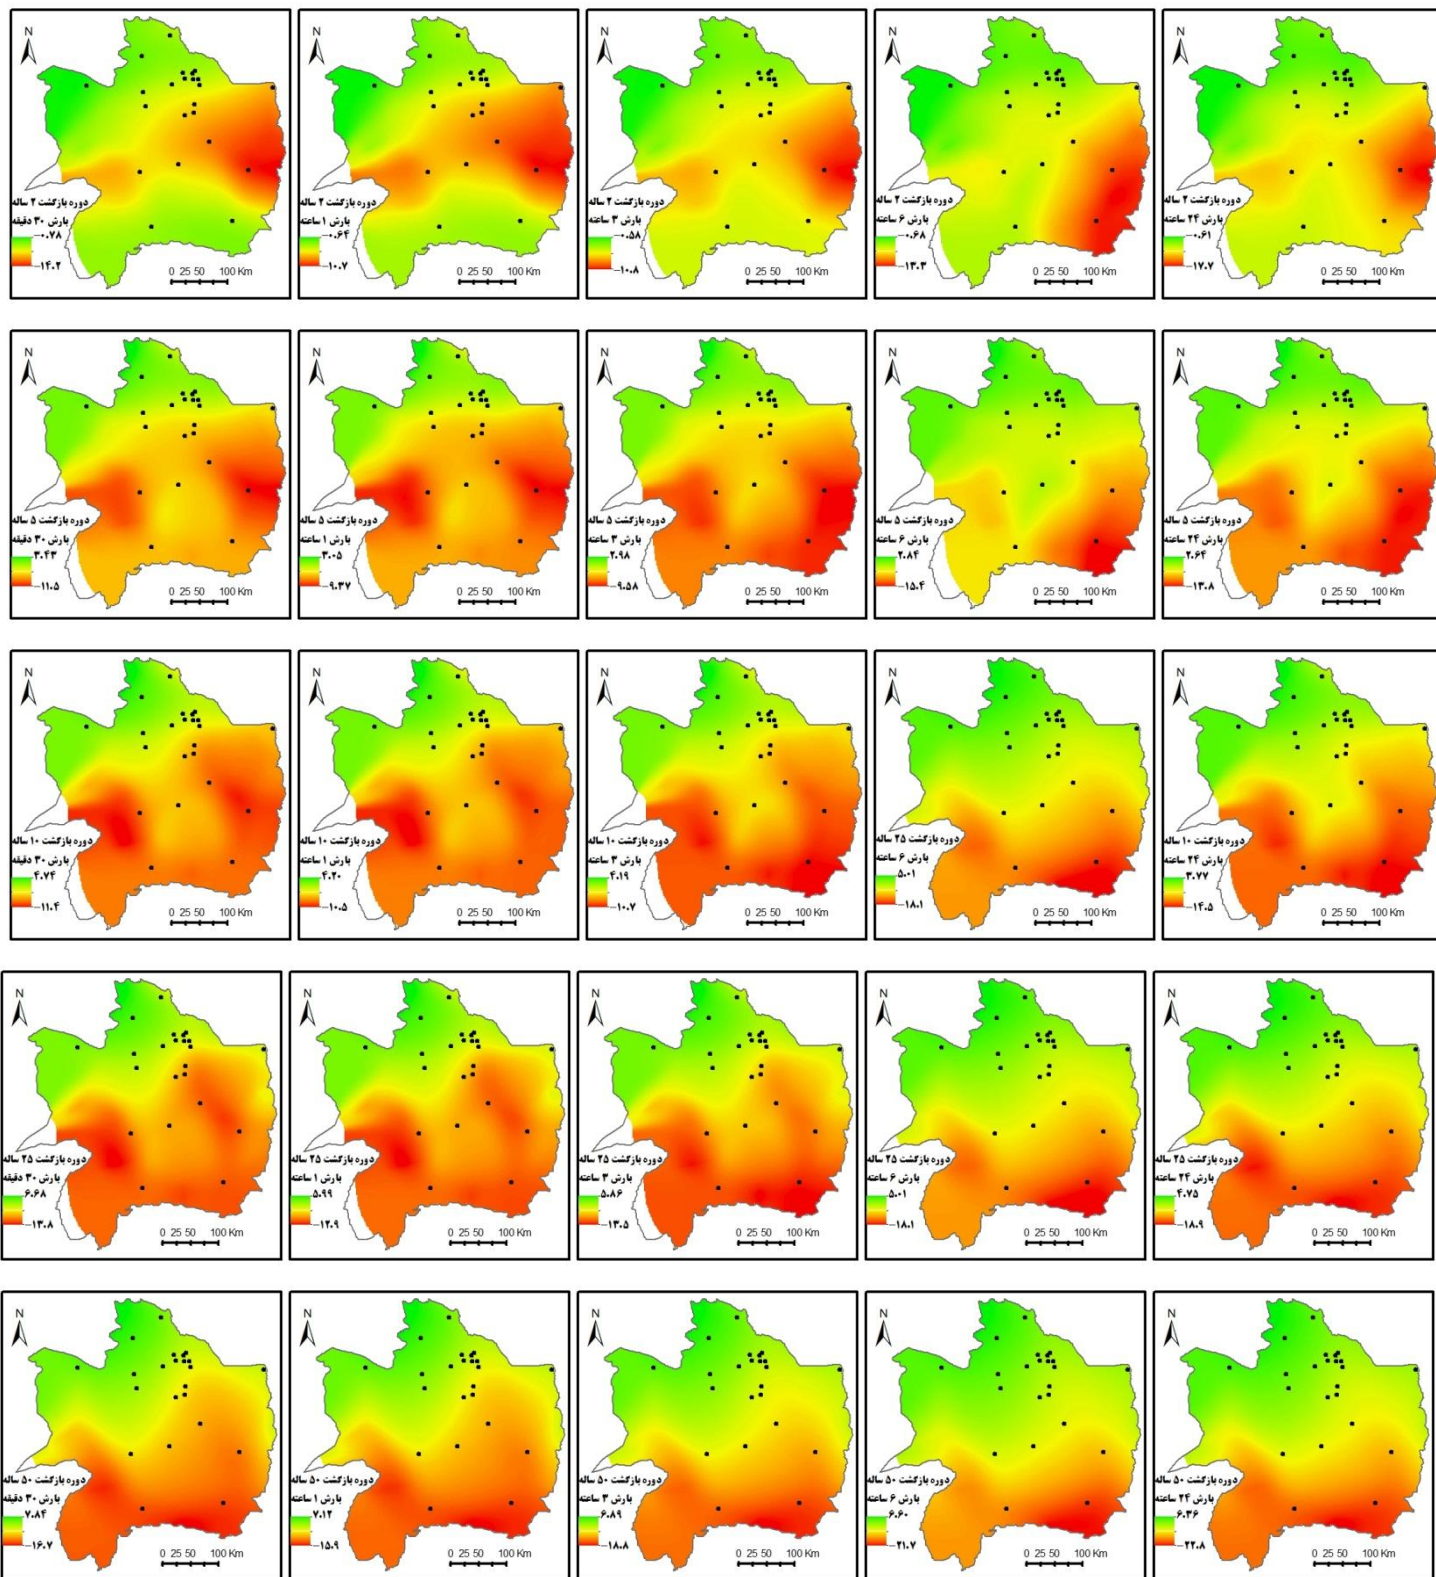 N
دوره بازگشت ۲ ساله
بارش ۳۰ دقیقه
-۰.۷۸
-۱۴.۲
0 25 50 100 Km
N
دوره بازگشت ۲ ساله
بارش ۱ ساعته
-۰.۶۴
-۱۰.۷
0 25 50 100 Km
N
دوره بازگشت ۲ ساله
بارش ۳ ساعته
-۰.۵۸
-۱۰.۸
0 25 50 100 Km
N
دوره بازگشت ۲ ساله
بارش ۶ ساعته
-۰.۶۸
-۱۳.۳
0 25 50 100 Km
N
دوره بازگشت ۲ ساله
بارش ۲۴ ساعته
-۰.۶۱
-۱۷.۷
0 25 50 100 Km
N
دوره بازگشت ۵ ساله
بارش ۳۰ دقیقه
۳.۴۳
-۱۱.۵
0 25 50 100 Km
N
دوره بازگشت ۵ ساله
بارش ۱ ساعته
۳.۰۵
-۹.۳۷
0 25 50 100 Km
N
دوره بازگشت ۵ ساله
بارش ۳ ساعته
۲.۹۸
-۹.۵۸
0 25 50 100 Km
N
دوره بازگشت ۵ ساله
بارش ۶ ساعته
۲.۸۴
-۱۵.۴
0 25 50 100 Km
N
دوره بازگشت ۵ ساله
بارش ۲۴ ساعته
۲.۶۴
-۱۳.۸
0 25 50 100 Km
N
دوره بازگشت ۱۰ ساله
بارش ۳۰ دقیقه
۴.۷۴
-۱۱.۴
0 25 50 100 Km
N
دوره بازگشت ۱۰ ساله
بارش ۱ ساعته
۴.۲۰
-۱۰.۵
0 25 50 100 Km
N
دوره بازگشت ۱۰ ساله
بارش ۳ ساعته
۴.۱۹
-۱۰.۷
0 25 50 100 Km
N
دوره بازگشت ۲۵ ساله
بارش ۶ ساعته
۵.۰۱
-۱۸.۱
0 25 50 100 Km
N
دوره بازگشت ۱۰ ساله
بارش ۲۴ ساعته
۳.۷۷
-۱۴.۵
0 25 50 100 Km
N
دوره بازگشت ۲۵ ساله
بارش ۳۰ دقیقه
۶.۶۸
-۱۳.۸
0 25 50 100 Km
N
دوره بازگشت ۲۵ ساله
بارش ۱ ساعته
۵.۹۹
-۱۲.۹
0 25 50 100 Km
N
دوره بازگشت ۲۵ ساله
بارش ۳ ساعته
۵.۸۶
-۱۳.۵
0 25 50 100 Km
N
دوره بازگشت ۲۵ ساله
بارش ۶ ساعته
۵.۰۱
-۱۸.۱
0 25 50 100 Km
N
دوره بازگشت ۲۵ ساله
بارش ۲۴ ساعته
۴.۷۵
-۱۸.۹
0 25 50 100 Km
N
دوره بازگشت ۵۰ ساله
بارش ۳۰ دقیقه
۷.۸۴
-۱۶.۷
0 25 50 100 Km
N
دوره بازگشت ۵۰ ساله
بارش ۱ ساعته
۷.۱۲
-۱۵.۹
0 25 50 100 Km
N
دوره بازگشت ۵۰ ساله
بارش ۳ ساعته
۶.۸۹
-۱۸.۸
0 25 50 100 Km
N
دوره بازگشت ۵۰ ساله
بارش ۶ ساعته
۶.۶۰
-۲۱.۷
0 25 50 100 Km
N
دوره بازگشت ۵۰ ساله
بارش ۲۴ ساعته
۶.۳۶
-۲۲.۸
0 25 50 100 Km